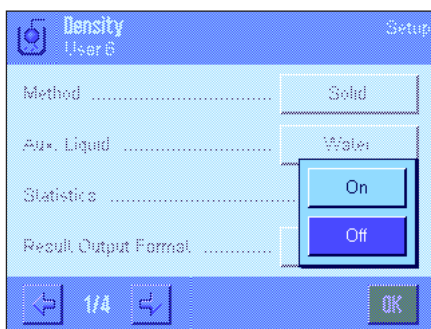 Density
User 6
Setup
Method ............................ Solid
Aux. Liquid ....................... Water
Statistics
On
Off
Result Output Format ............
1/4
OK